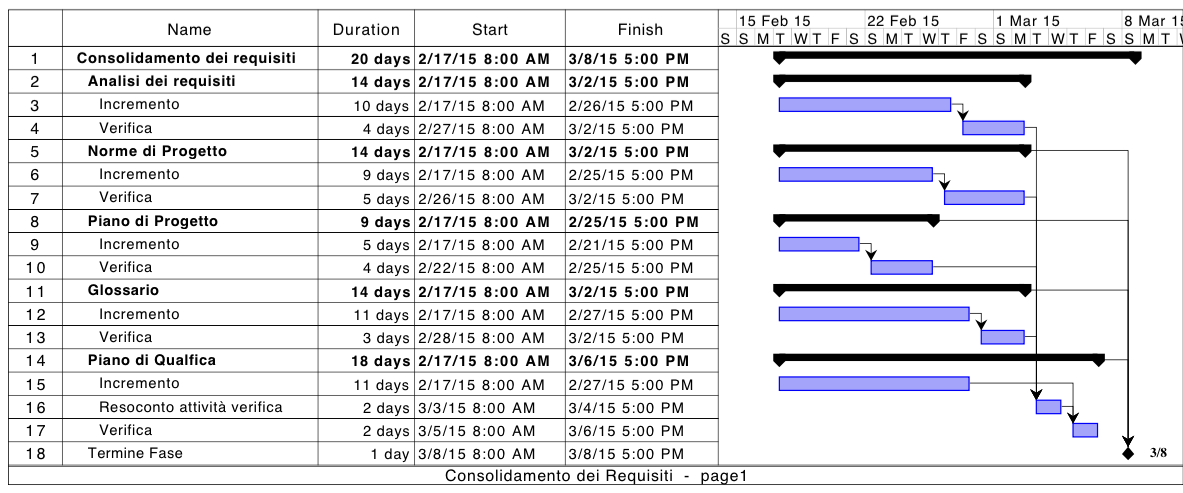 Name Duration Start Finish 15 Feb 15 22 Feb 15 1 Mar 15 8 Mar 15
S S M T W T F S S M T W T F S S M T W T F S S M T W
1 Consolidamento dei requisiti 20 days 2/17/15 8:00 AM 3/8/15 5:00 PM
2 Analisi dei requisiti 14 days 2/17/15 8:00 AM 3/2/15 5:00 PM
3 Incremento 10 days 2/17/15 8:00 AM 2/26/15 5:00 PM
4 Verifica 4 days 2/27/15 8:00 AM 3/2/15 5:00 PM
5 Norme di Progetto 14 days 2/17/15 8:00 AM 3/2/15 5:00 PM
6 Incremento 9 days 2/17/15 8:00 AM 2/25/15 5:00 PM
7 Verifica 5 days 2/26/15 8:00 AM 3/2/15 5:00 PM
8 Piano di Progetto 9 days 2/17/15 8:00 AM 2/25/15 5:00 PM
9 Incremento 5 days 2/17/15 8:00 AM 2/21/15 5:00 PM
10 Verifica 4 days 2/22/15 8:00 AM 2/25/15 5:00 PM
11 Glossario 14 days 2/17/15 8:00 AM 3/2/15 5:00 PM
12 Incremento 11 days 2/17/15 8:00 AM 2/27/15 5:00 PM
13 Verifica 3 days 2/28/15 8:00 AM 3/2/15 5:00 PM
14 Piano di Qualfica 18 days 2/17/15 8:00 AM 3/6/15 5:00 PM
15 Incremento 11 days 2/17/15 8:00 AM 2/27/15 5:00 PM
16 Resoconto attività verifica 2 days 3/3/15 8:00 AM 3/4/15 5:00 PM
17 Verifica 2 days 3/5/15 8:00 AM 3/6/15 5:00 PM
18 Termine Fase 1 day 3/8/15 8:00 AM 3/8/15 5:00 PM 3/8
Consolidamento dei Requisiti - page1